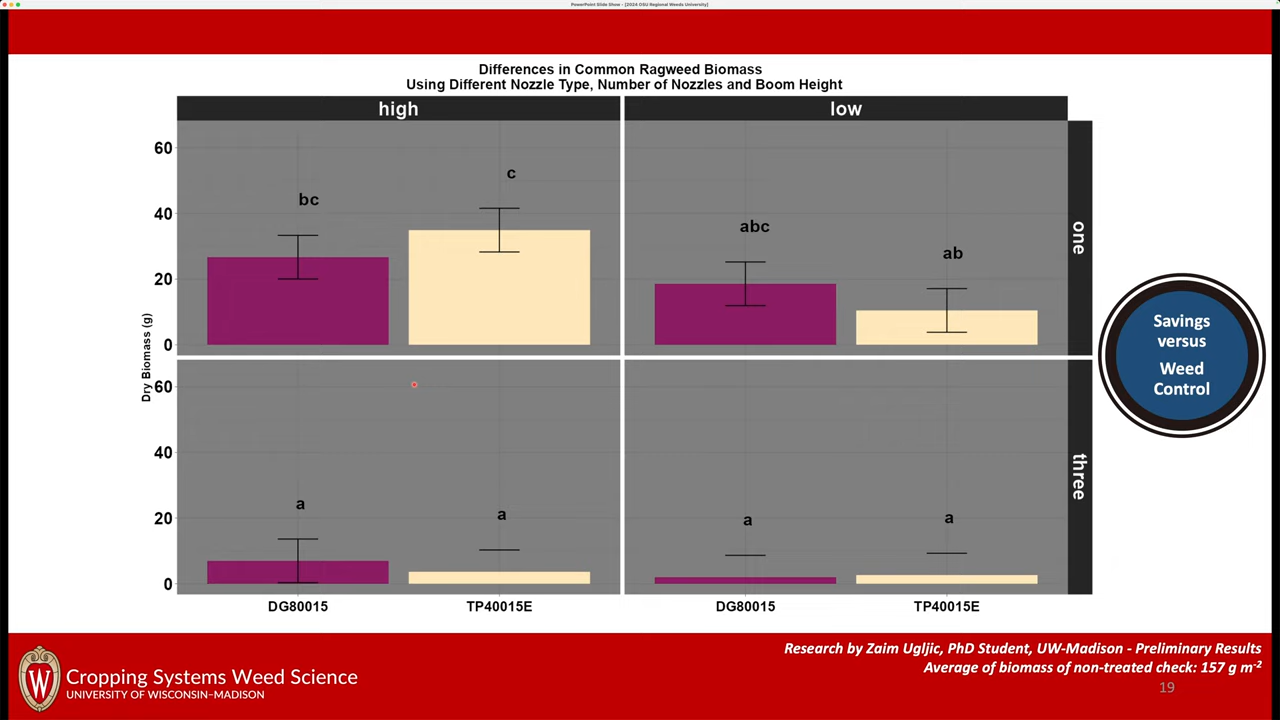 PowerPoint Slide Show - [2024 OSU Regional Weeds University]
Differences in Common Ragweed Biomass
Using Different Nozzle Type, Number of Nozzles and Boom Height
high
low
60
40
20
0
bc
c
abc
ab
one
Dry Biomass (g)
60
40
20
0
a
a
a
a
three
DG80015
TP40015E
DG80015
TP40015E
Savings
versus
Weed
Control
W
Cropping Systems Weed Science
UNIVERSITY OF WISCONSIN–MADISON
Research by Zaim Ugljic, PhD Student, UW-Madison - Preliminary Results
Average of biomass of non-treated check: 157 g m-2
19